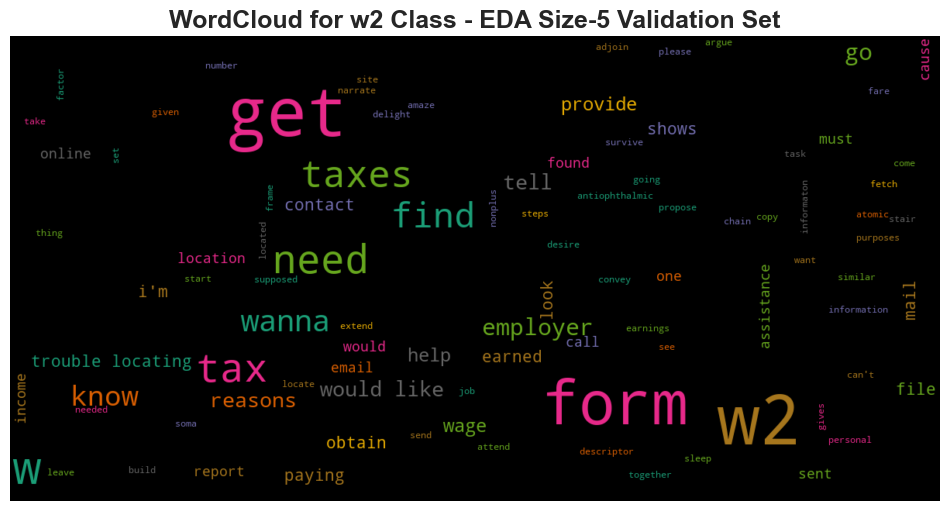 WordCloud for w2 Class - EDA Size-5 Validation Set
adjoin
please
argue
go
cause
number
factor
site
narrate
fare
take
given
get
delight
amaze
provide
shows
must
survive
online
set
found
task
come
taxes
tell
going
antiophthalmic
propose
fetch
informaton
frame
contact
find
nonplus
steps
chain
copy
atomic
stair
thing
located
desire
purposes
location
need
want
start
supposed
convey
one
similar
i'm
look
assistance
mail
information
wanna
extend
employer
earnings
call
see
would
help
earned
trouble locating
tax
email
can't
income
know
reasons
locate
would like
job
form
w2
file
needed
soma
wage
send
obtain
attend
gives
personal
descriptor
sleep
w
leave
build
report
paying
together
sent